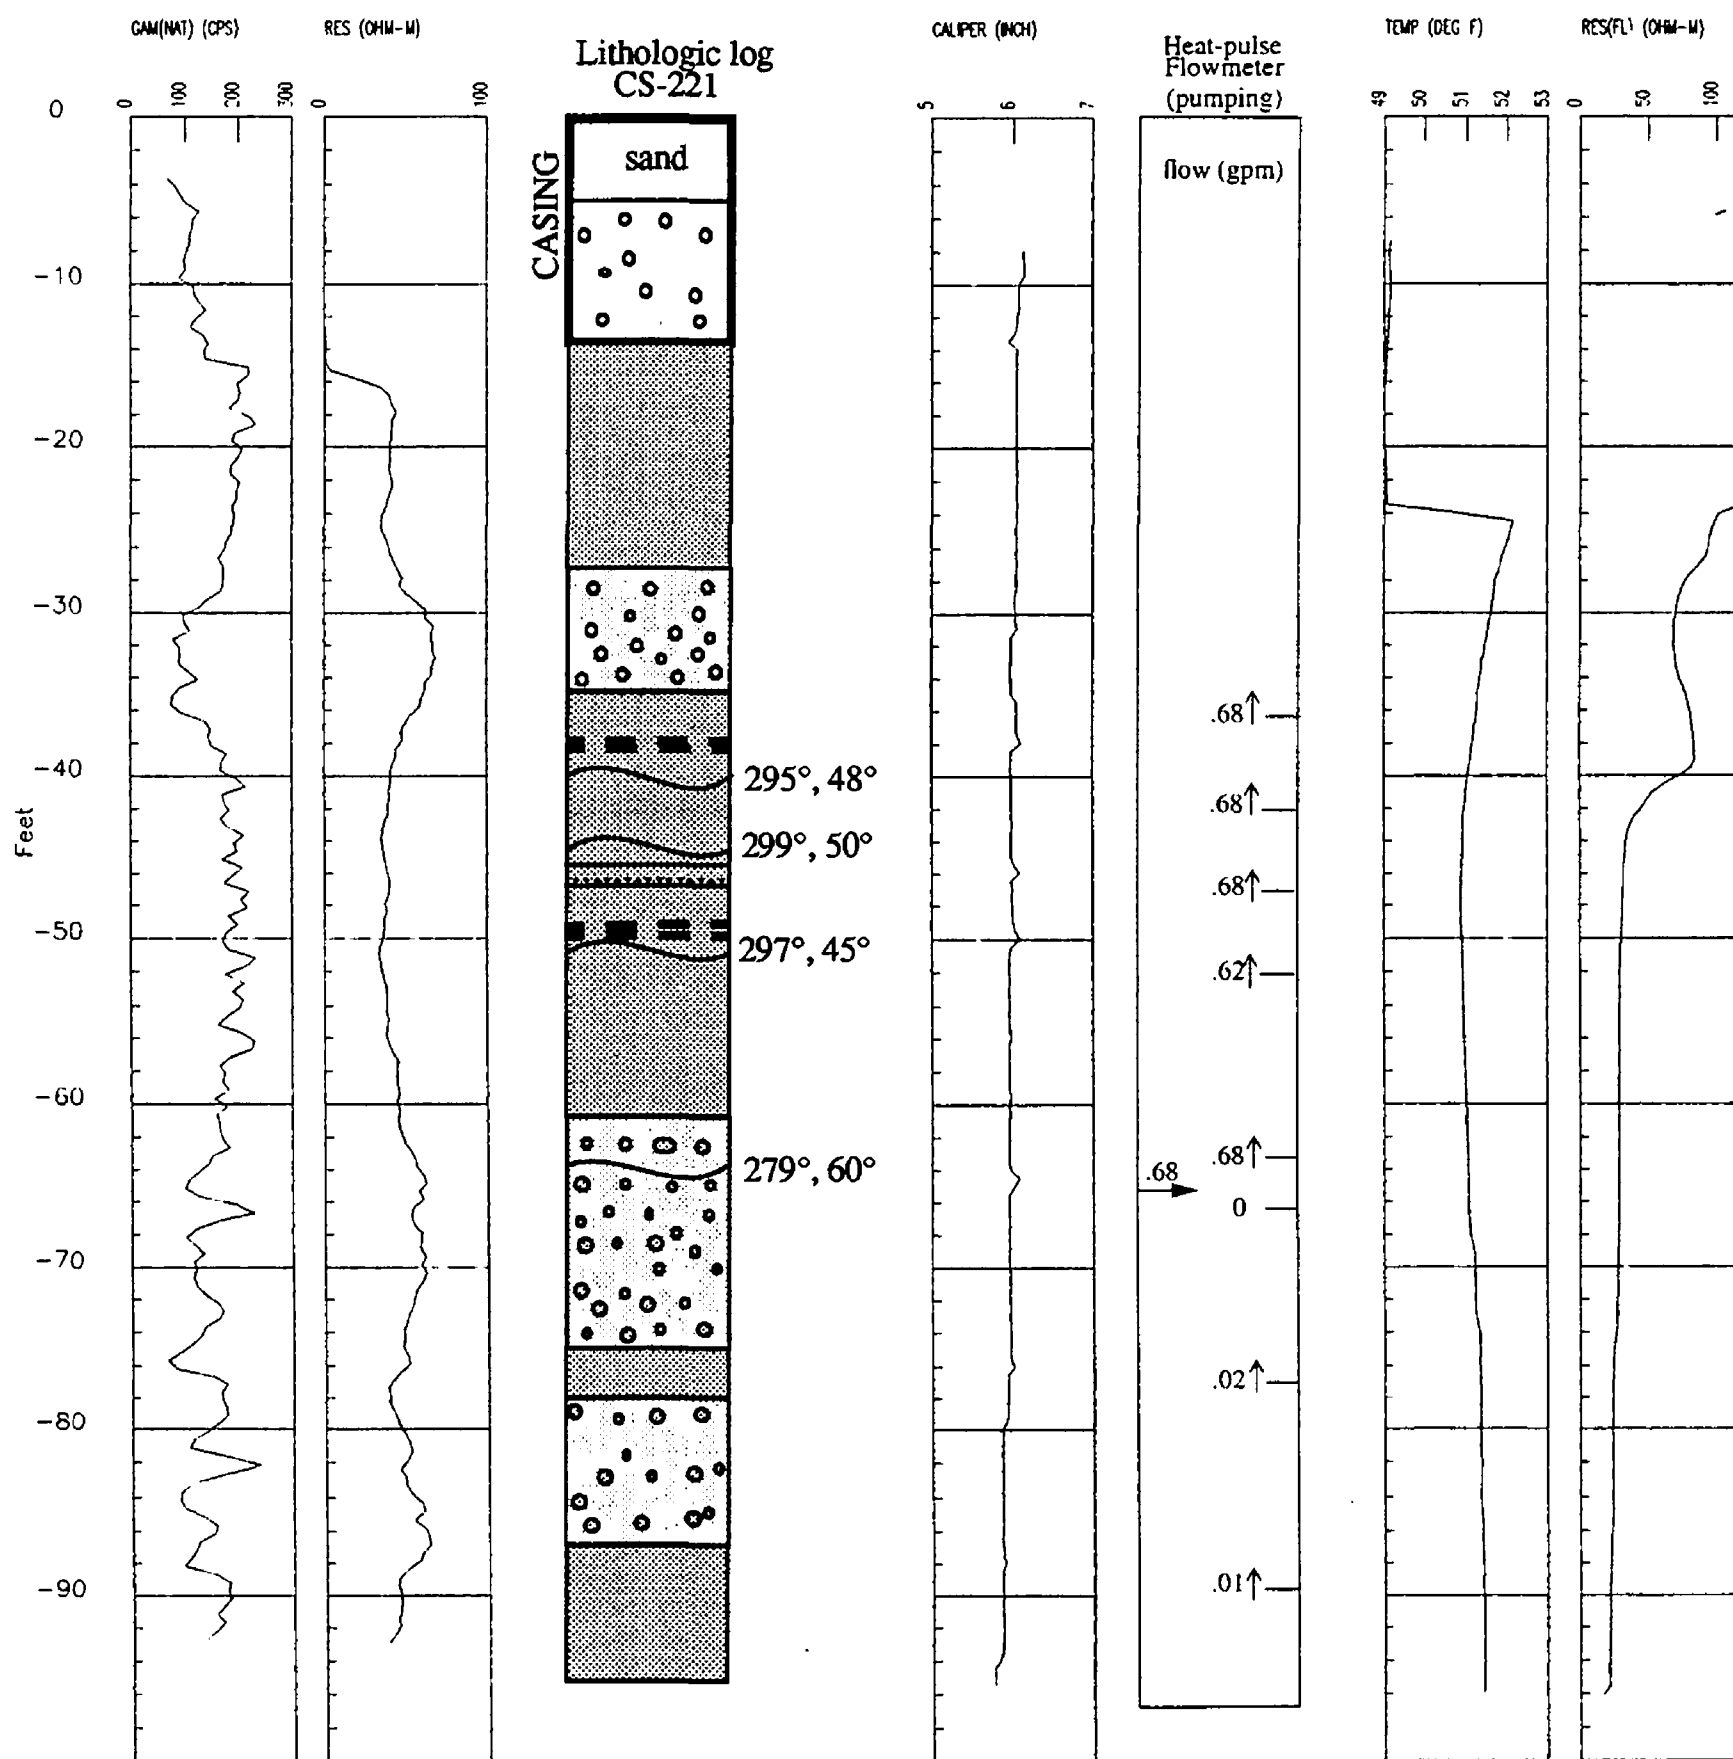 GAM(NAT) (CPS)
RES (OHM-M)
CALIPER (INCH)
TEMP (DEG F)
RES(FL) (OHM-M)
Lithologic log
CS-221
Heat-pulse
Flowmeter
(pumping)
0 100 200 300
0 100
5 6 7
49 50 51 52 53
0 50 100
0
sand
CASING
flow (gpm)
-10
-20
-30
.68↑
-40
295°, 48°
.68↑
Feet
299°, 50°
.68↑
-50
297°, 45°
.62↑
-60
279°, 60°
.68
.68↑
0
-70
.02↑
-80
-90
.01↑